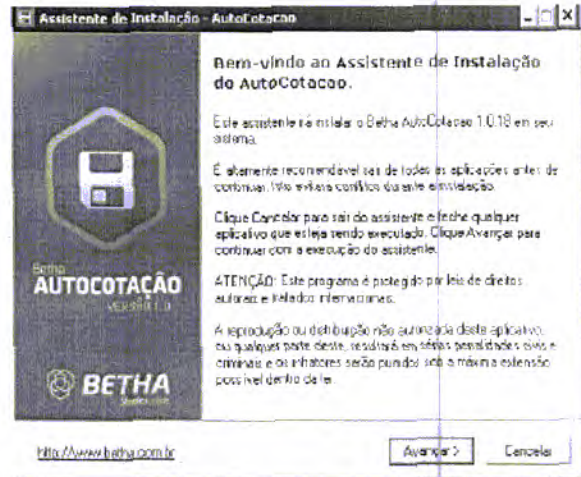 Assistente de Instalação - AutoCotacao
Bem-vindo ao Assistente de Instalação
do AutoCotacao.
Este assistente irá instalar o Betha AutoCotacao 1.0.18 em seu
sistema.
É altamente recomendável sair de todas as aplicações antes de
continuar. Isto evitará conflitos durante a instalação.
Clique Cancelar para sair do assistente e feche qualquer
aplicativo que esteja sendo executado. Clique Avançar para
continuar com a execução do assistente.
ATENÇÃO: Este programa é protegido por leis de direitos
autorais e tratados internacionais.
A reprodução ou distribuição não autorizada deste aplicativo,
ou qualquer parte deste, resultará em sérias penalidades civis e
criminais e os infratores serão punidos sob a máxima extensão
possível dentro da lei.
Betha
AUTOCOTAÇÃO
VERSÃO 1.0
BETHA
http://www.betha.com.br
Avançar >
Cancelar